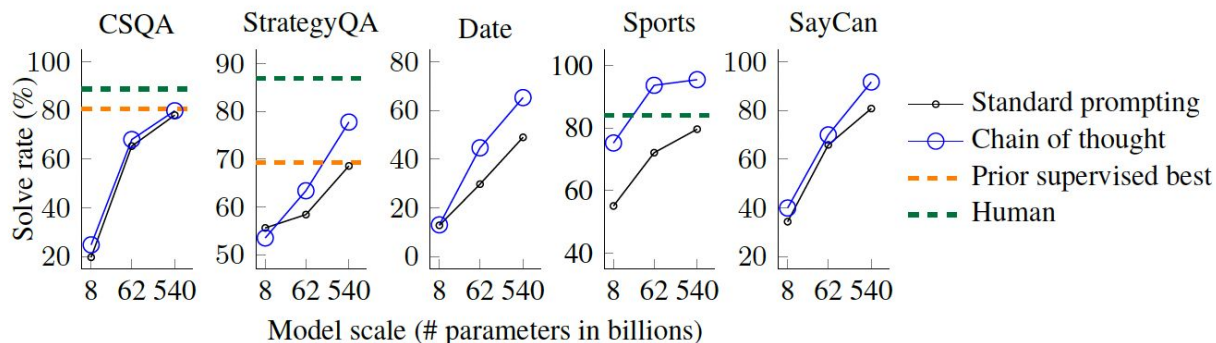 CSQA
StrategyQA
Date
Sports
SayCan
Solve rate (%)
100
80
60
40
20
8 62 540
90
80
70
60
50
8 62 540
80
60
40
20
0
8 62 540
100
80
60
40
8 62 540
100
80
60
40
20
8 62 540
Model scale (# parameters in billions)
Standard prompting
Chain of thought
Prior supervised best
Human